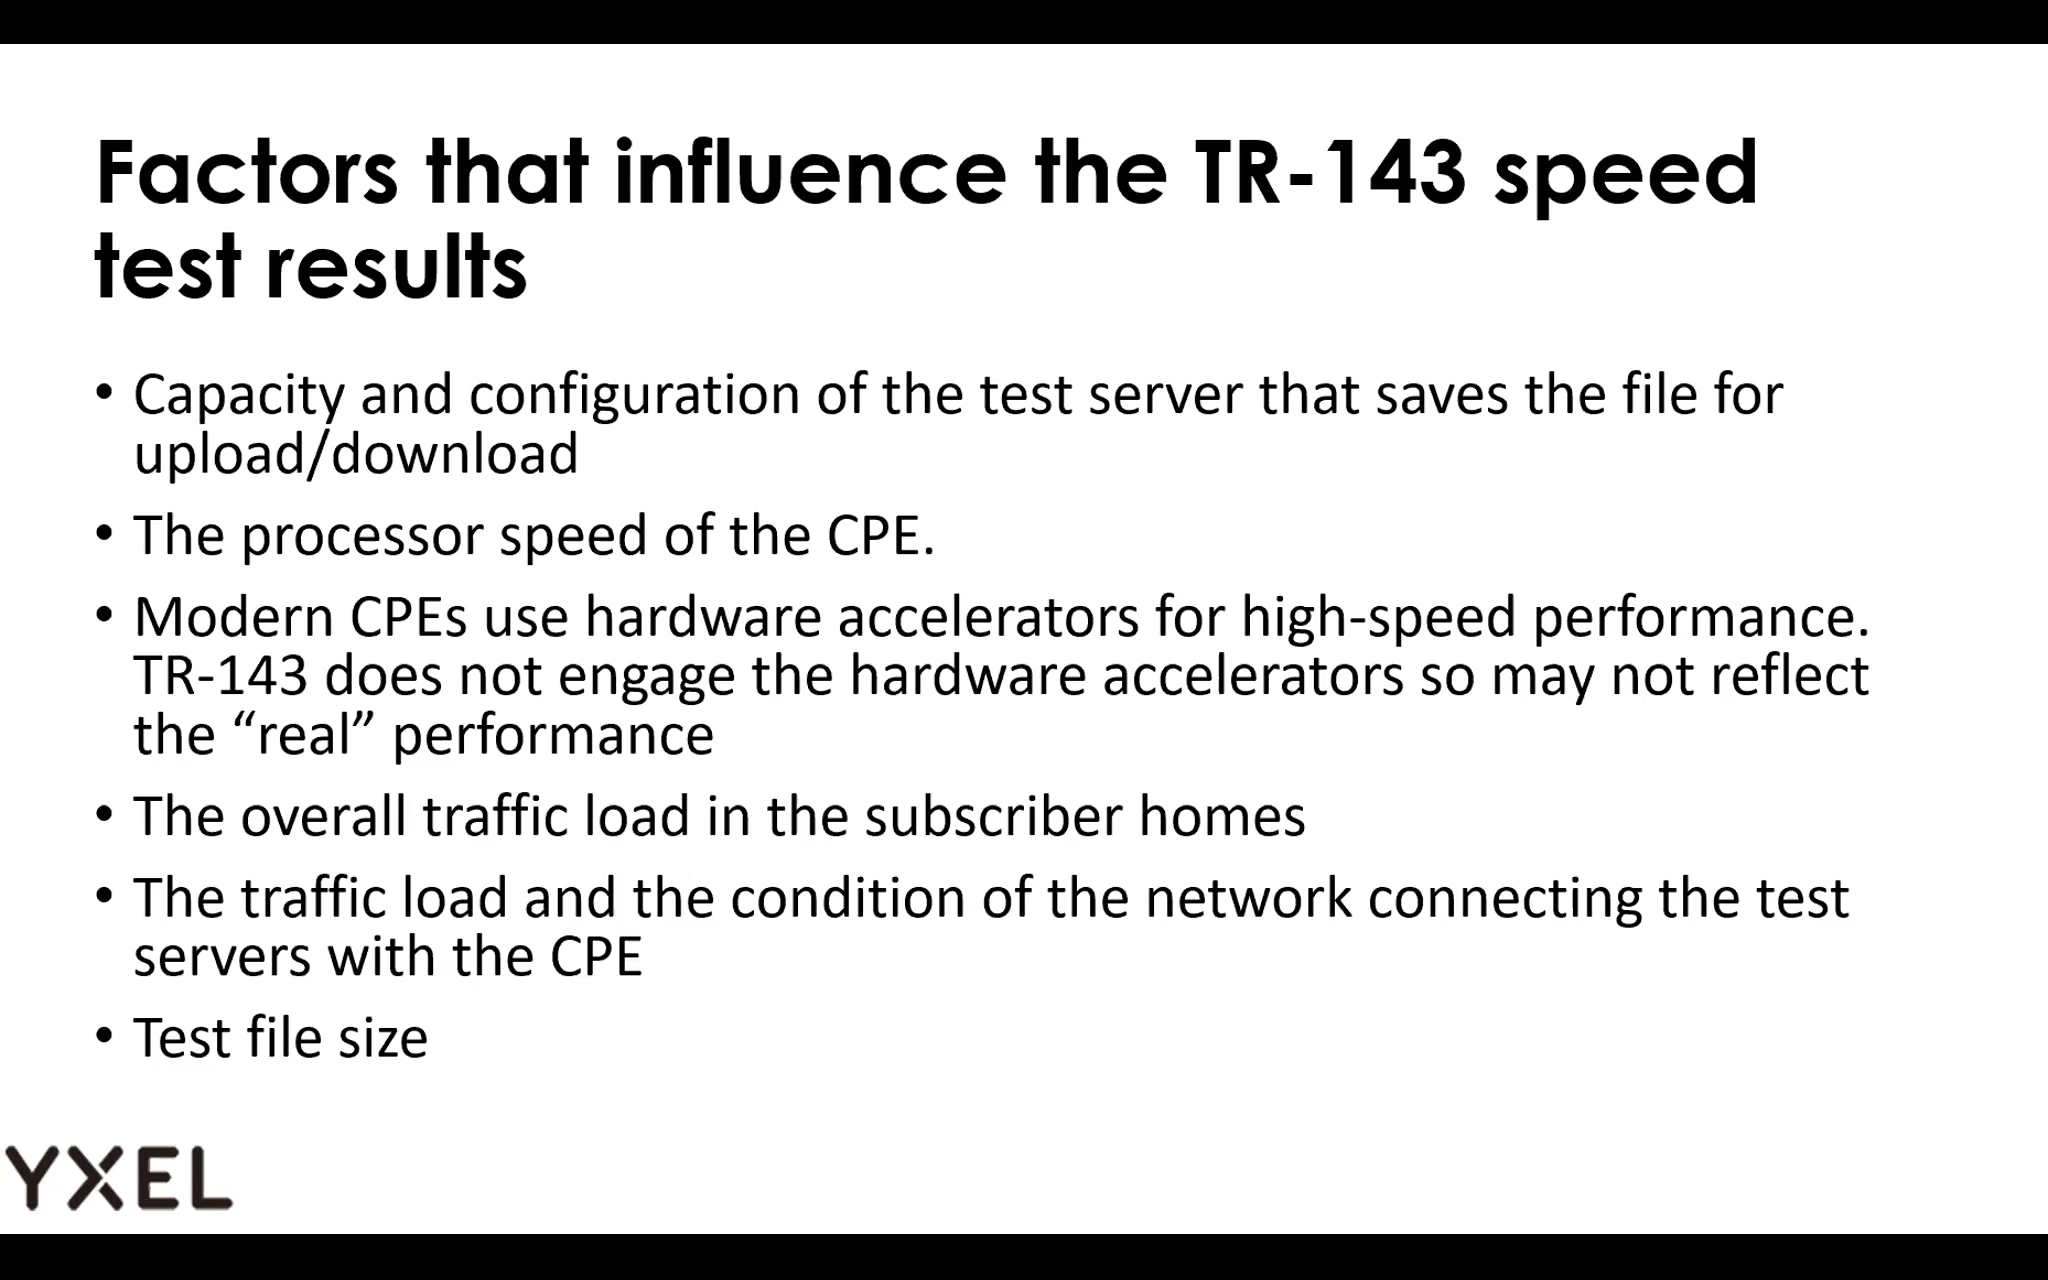 Factors that influence the TR-143 speed
test results
• Capacity and configuration of the test server that saves the file for
upload/download
• The processor speed of the CPE.
• Modern CPEs use hardware accelerators for high-speed performance.
TR-143 does not engage the hardware accelerators so may not reflect
the “real” performance
• The overall traffic load in the subscriber homes
• The traffic load and the condition of the network connecting the test
servers with the CPE
• Test file size
YXEL